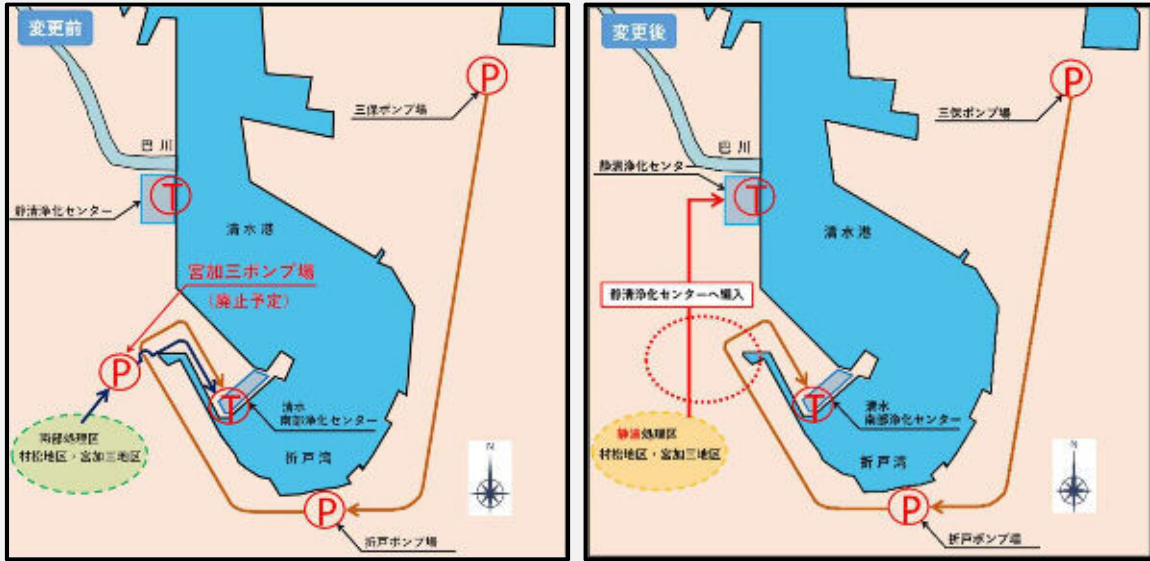 変更前
P
三保ポンプ場
巴川
T
静清浄化センター
清水港
宮加三ポンプ場
(廃止予定)
P
T
清水
南部浄化センター
南部処理区
村松地区・宮加三地区
折戸湾
N
P
折戸ポンプ場
変更後
P
三保ポンプ場
巴川
静清浄化センター
T
清水港
静清浄化センターへ編入
T
清水
南部浄化センター
静清処理区
村松地区・宮加三地区
折戸湾
N
P
折戸ポンプ場